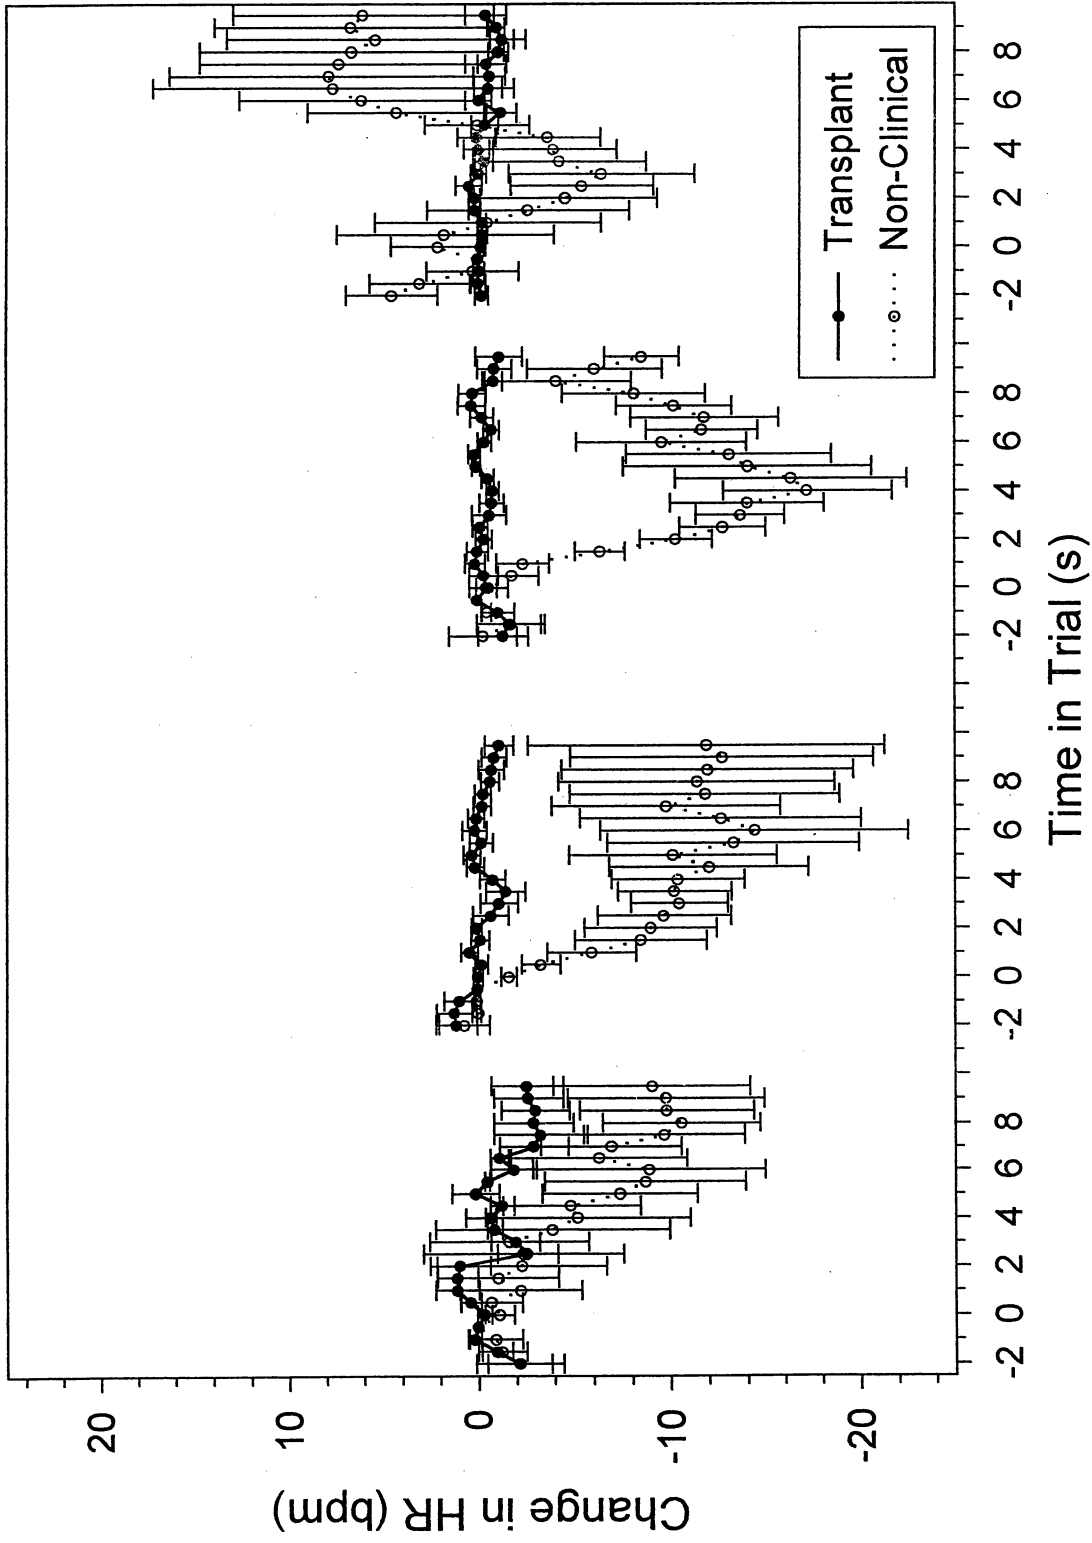 Change in HR (bpm)
20
10
0
-10
-20
-2 0 2 4 6 8 -2 0 2 4 6 8 -2 0 2 4 6 8 -2 0 2 4 6 8
Time in Trial (s)
Transplant
Non-Clinical